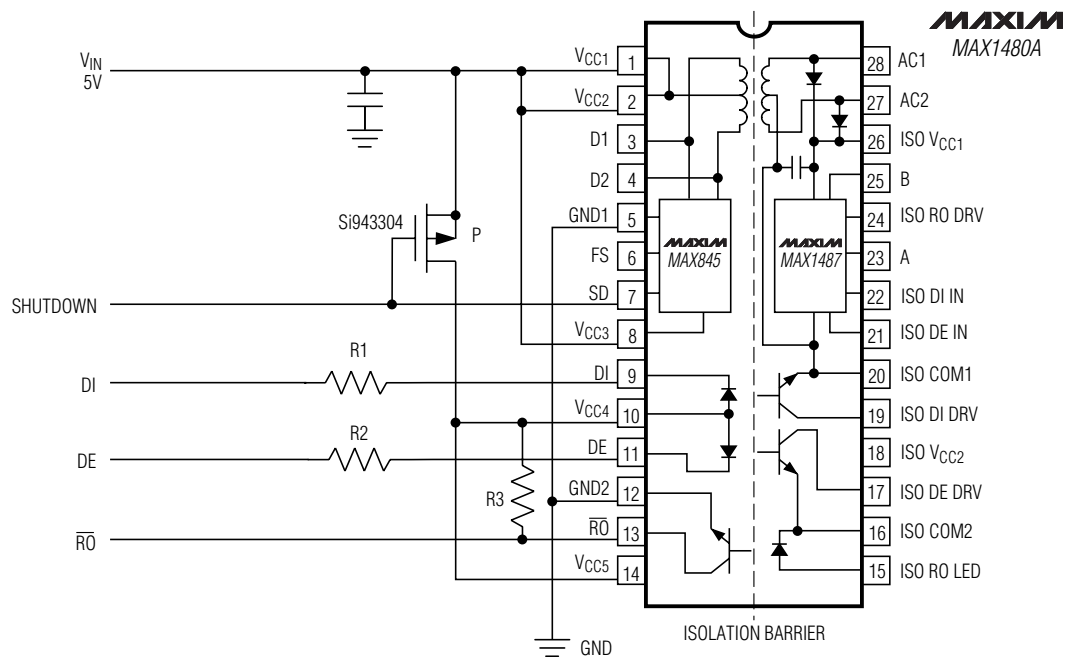 MAXIM
MAX1480A
VIN
5V
Si943304
P
SHUTDOWN
R1
DI
R2
DE
R3
RO
GND
VCC1
VCC2
D1
D2
GND1
FS
SD
VCC3
DI
VCC4
DE
GND2
RO
VCC5
1
2
3
4
5
6
7
8
9
10
11
12
13
14
MAXIM
MAX845
MAXIM
MAX1487
28 AC1
27 AC2
26 ISO VCC1
25 B
24 ISO RO DRV
23 A
22 ISO DI IN
21 ISO DE IN
20 ISO COM1
19 ISO DI DRV
18 ISO VCC2
17 ISO DE DRV
16 ISO COM2
15 ISO RO LED
ISOLATION BARRIER